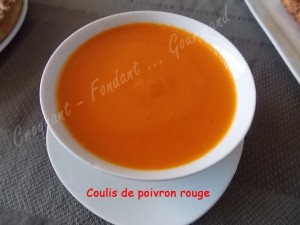 Croquant - Fondant ... Gourmand
Coulis de poivron rouge